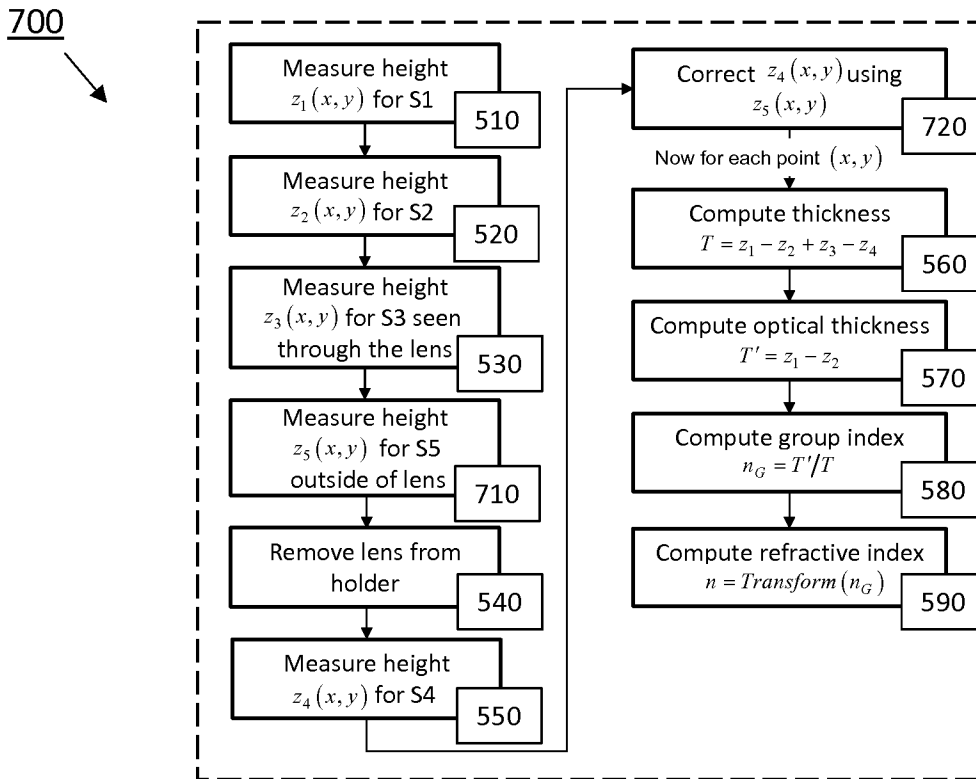 700
Measure height
z₁(x, y) for S1
510
Measure height
z₂(x, y) for S2
520
Measure height
z₃(x, y) for S3 seen
through the lens
530
Measure height
z₅(x, y) for S5
outside of lens
710
Remove lens from
holder
540
Measure height
z₄(x, y) for S4
550
Correct z₄(x, y) using
z₅(x, y)
720
Now for each point (x, y)
Compute thickness
T = z₁ − z₂ + z₃ − z₄
560
Compute optical thickness
T′ = z₁ − z₂
570
Compute group index
n_G = T′/T
580
Compute refractive index
n = Transform(n_G)
590